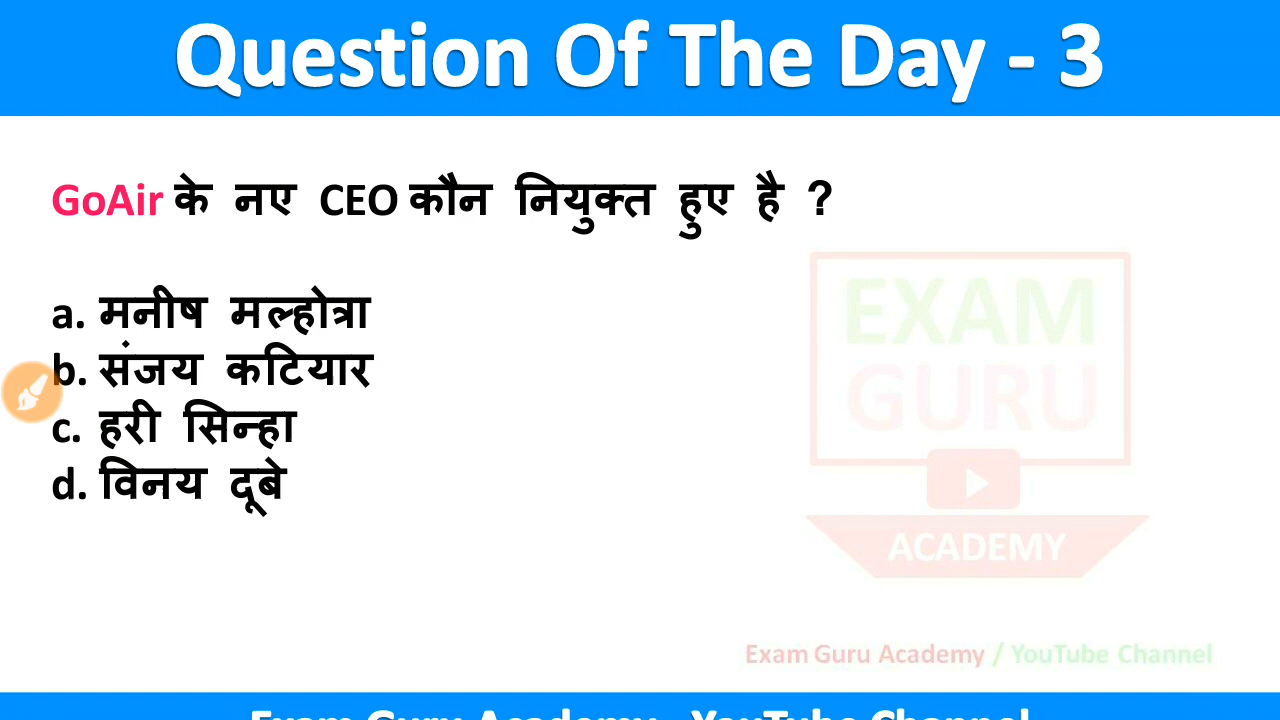 Question Of The Day - 3
GoAir के नए CEO कौन नियुक्त हुए है ?
a. मनीष मल्होत्रा
b. संजय कटियार
c. हरी सिन्हा
d. विनय दूबे
EXAM
GURU
ACADEMY
Exam Guru Academy / YouTube Channel
Exam Guru Academy - YouTube Channel